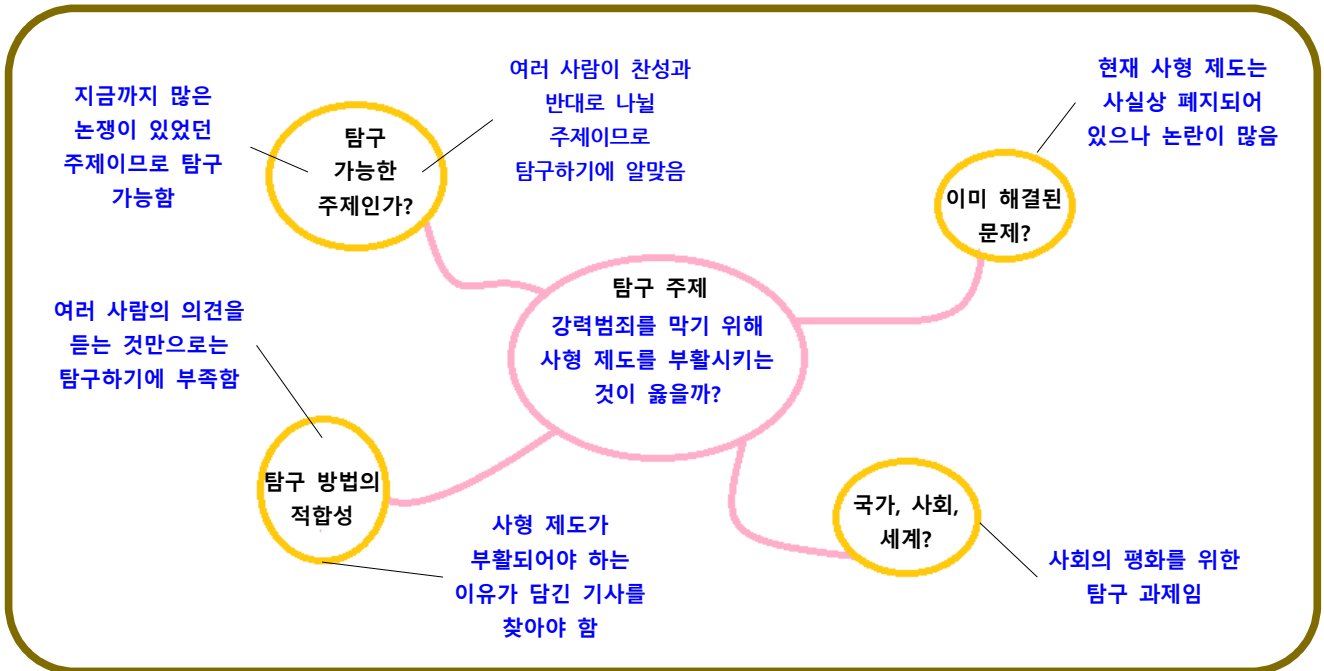 지금까지 많은
논쟁이 있었던
주제이므로 탐구
가능함
탐구
가능한
주제인가?
여러 사람이 찬성과
반대로 나뉠
주제이므로
탐구하기에 알맞음
현재 사형 제도는
사실상 폐지되어
있으나 논란이 많음
이미 해결된
문제?
탐구 주제
강력범죄를 막기 위해
사형 제도를 부활시키는
것이 옳을까?
여러 사람의 의견을
듣는 것만으로는
탐구하기에 부족함
탐구 방법의
적합성
사형 제도가
부활되어야 하는
이유가 담긴 기사를
찾아야 함
국가, 사회,
세계?
사회의 평화를 위한
탐구 과제임